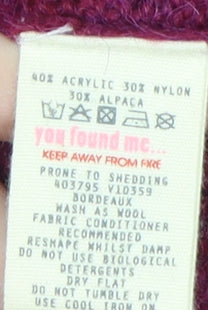 40% ACRYLIC 30% NYLON
30% ALPACA
you found me...
KEEP AWAY FROM FIRE
PRONE TO SHEDDING
403795 V10359
BORDEAUX
WASH AS WOOL
FABRIC CONDITIONER
RECOMMENDED
RESHAPE WHILST DAMP
DO NOT USE BIOLOGICAL
DETERGENTS
DRY FLAT
DO NOT TUMBLE DRY
USE COOL IRON ON